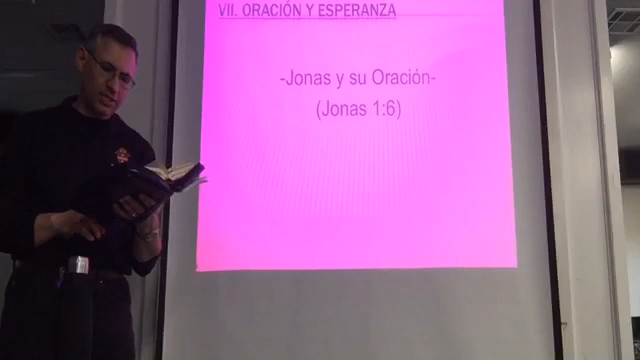 VII. ORACIÓN Y ESPERANZA
-Jonas y su Oración-
(Jonas 1:6)